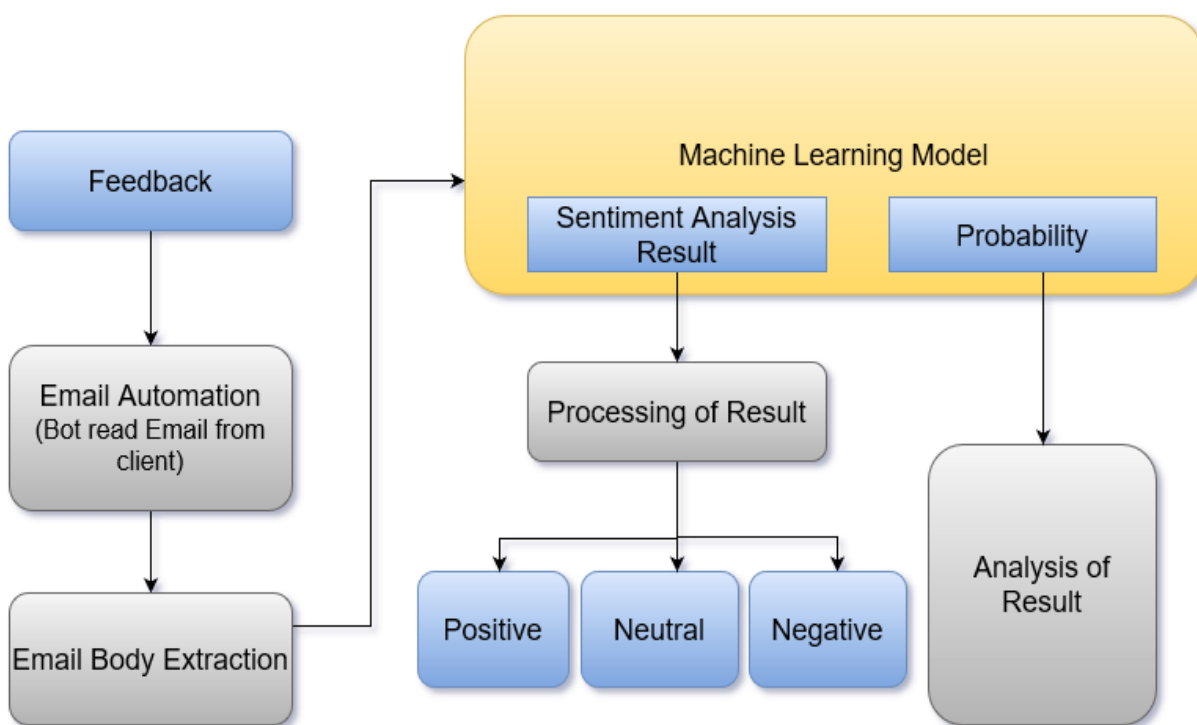 Feedback
Email Automation
(Bot read Email from
client)
Email Body Extraction
Machine Learning Model
Sentiment Analysis
Result
Probability
Processing of Result
Positive
Neutral
Negative
Analysis of
Result